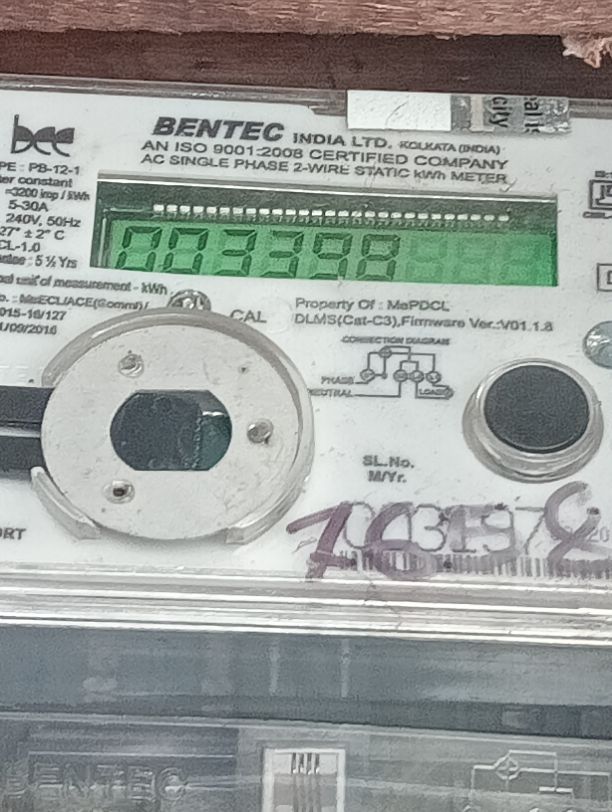 bee
BENTEC INDIA LTD. KOLKATA (INDIA)
AN ISO 9001:2008 CERTIFIED COMPANY
AC SINGLE PHASE 2-WIRE STATIC kWh METER
PE : PB-12-1
ter constant
=3200 imp / kWh
5-30A
240V, 50Hz
27° ± 2° C
CL-1.0
: 5 ½ Yrs
003398
unit of measurement - kWh
015-16/127
/09/2016
CAL
Property Of : MePDCL
DLMS(Cat-C3),Firmware Ver.:V01.1.8
CONNECTION DIAGRAM
PHASE
NEUTRAL
LOAD
SL.No.
M/Yr.
ORT
BENTEC